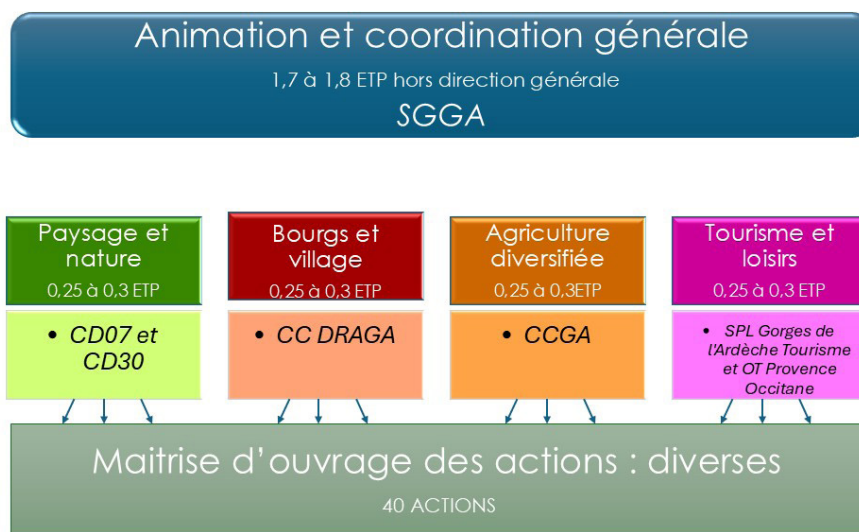 Animation et coordination générale
1,7 à 1,8 ETP hors direction générale
SGGA
Paysage et
nature
0,25 à 0,3 ETP
• CD07 et
CD30
Bourgs et
village
0,25 à 0,3 ETP
• CC DRAGA
Agriculture
diversifiée
0,25 à 0,3ETP
• CCGA
Tourisme et
loisirs
0,25 à 0,3 ETP
• SPL Gorges de
l'Ardèche Tourisme
et OT Provence
Occitane
Maitrise d'ouvrage des actions : diverses
40 ACTIONS